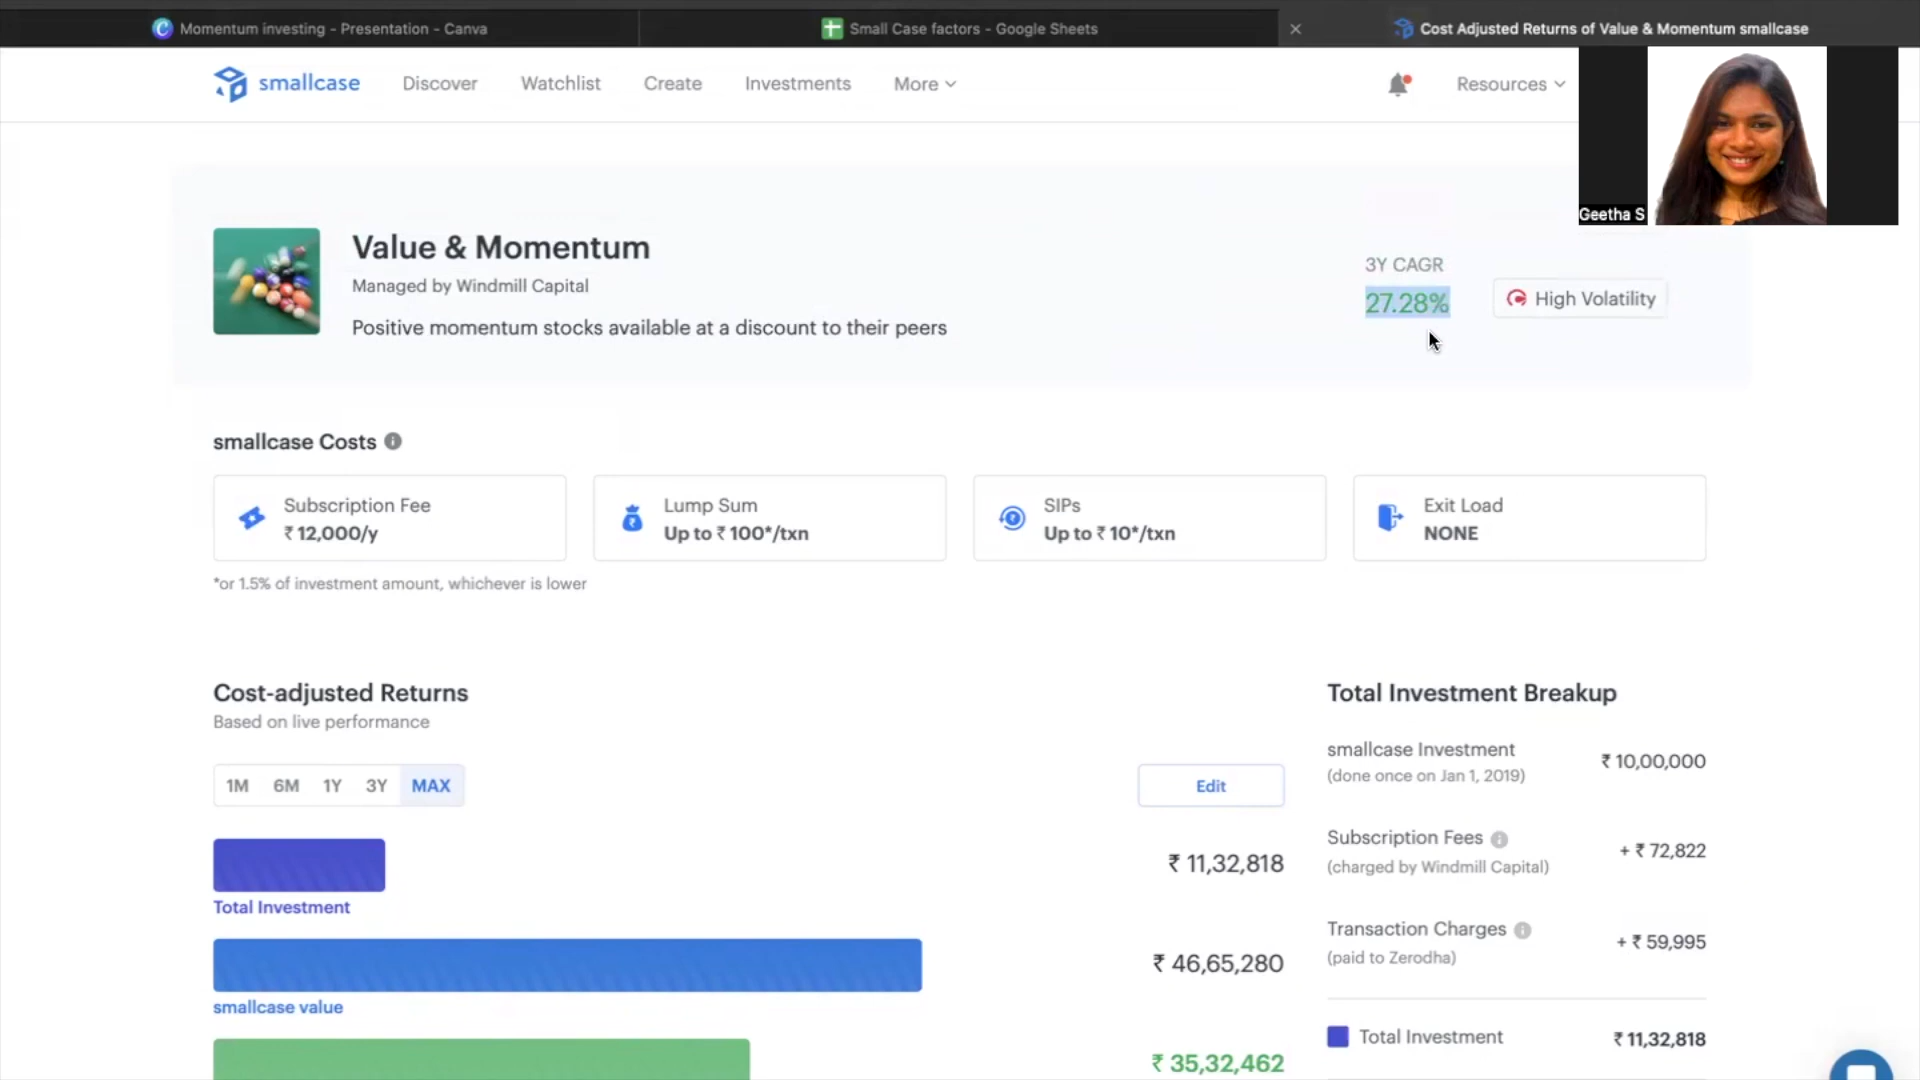 Momentum investing - Presentation - Canva
Small Case factors - Google Sheets
Cost Adjusted Returns of Value & Momentum smallcase
smallcase
Discover
Watchlist
Create
Investments
More
Resources
Geetha S
Value & Momentum
Managed by Windmill Capital
Positive momentum stocks available at a discount to their peers
3Y CAGR
27.28%
High Volatility
smallcase Costs
Subscription Fee
₹ 12,000/y
Lump Sum
Up to ₹ 100*/txn
SIPs
Up to ₹ 10*/txn
Exit Load
NONE
*or 1.5% of investment amount, whichever is lower
Cost-adjusted Returns
Based on live performance
1M 6M 1Y 3Y MAX
Edit
₹ 11,32,818
Total Investment
₹ 46,65,280
smallcase value
₹ 35,32,462
Total Investment Breakup
smallcase Investment
(done once on Jan 1, 2019)
₹ 10,00,000
Subscription Fees
(charged by Windmill Capital)
+ ₹ 72,822
Transaction Charges
(paid to Zerodha)
+ ₹ 59,995
Total Investment
₹ 11,32,818